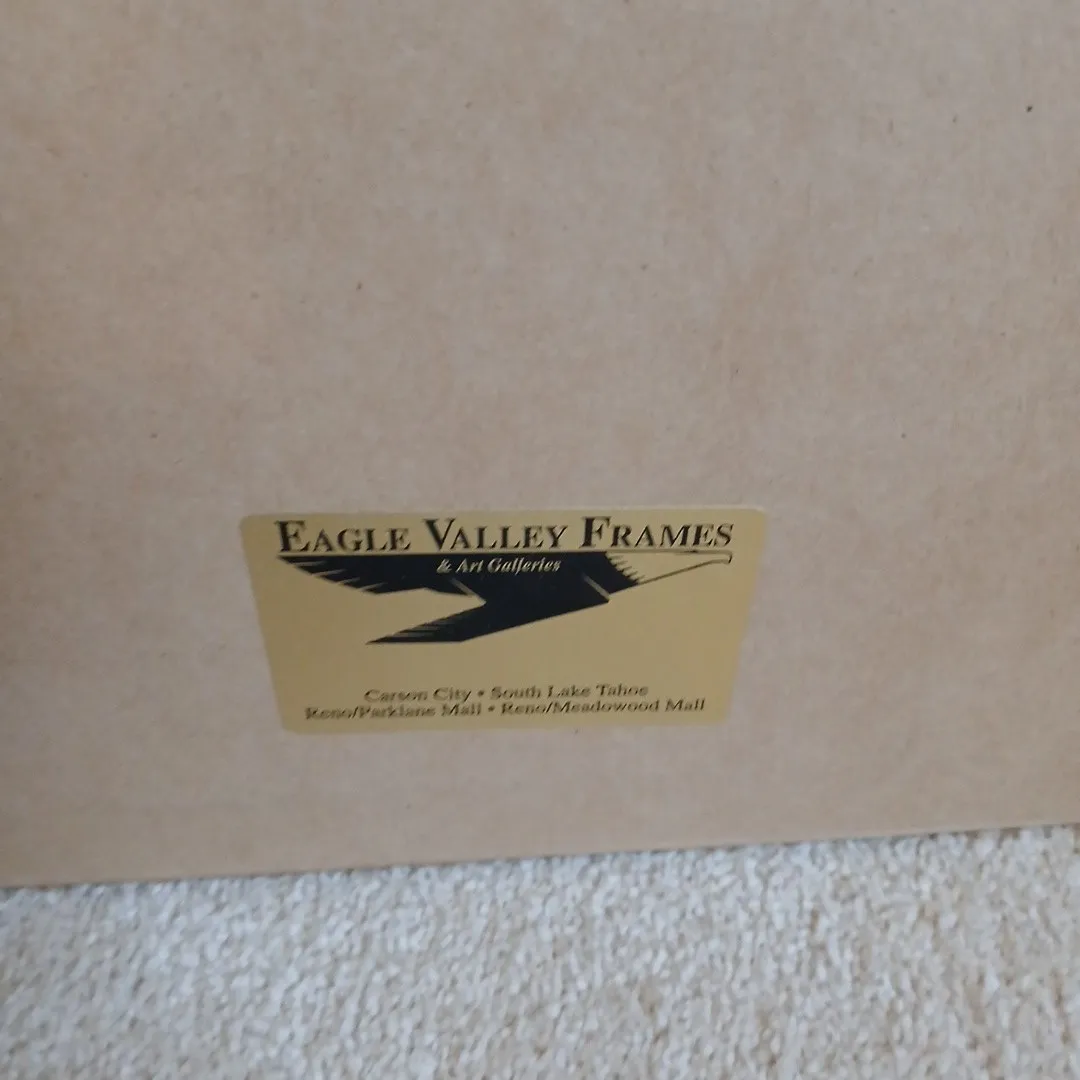 EAGLE VALLEY FRAMES
& Art Galleries
Carson City • South Lake Tahoe
Reno/Parklane Mall • Reno/Meadowood Mall